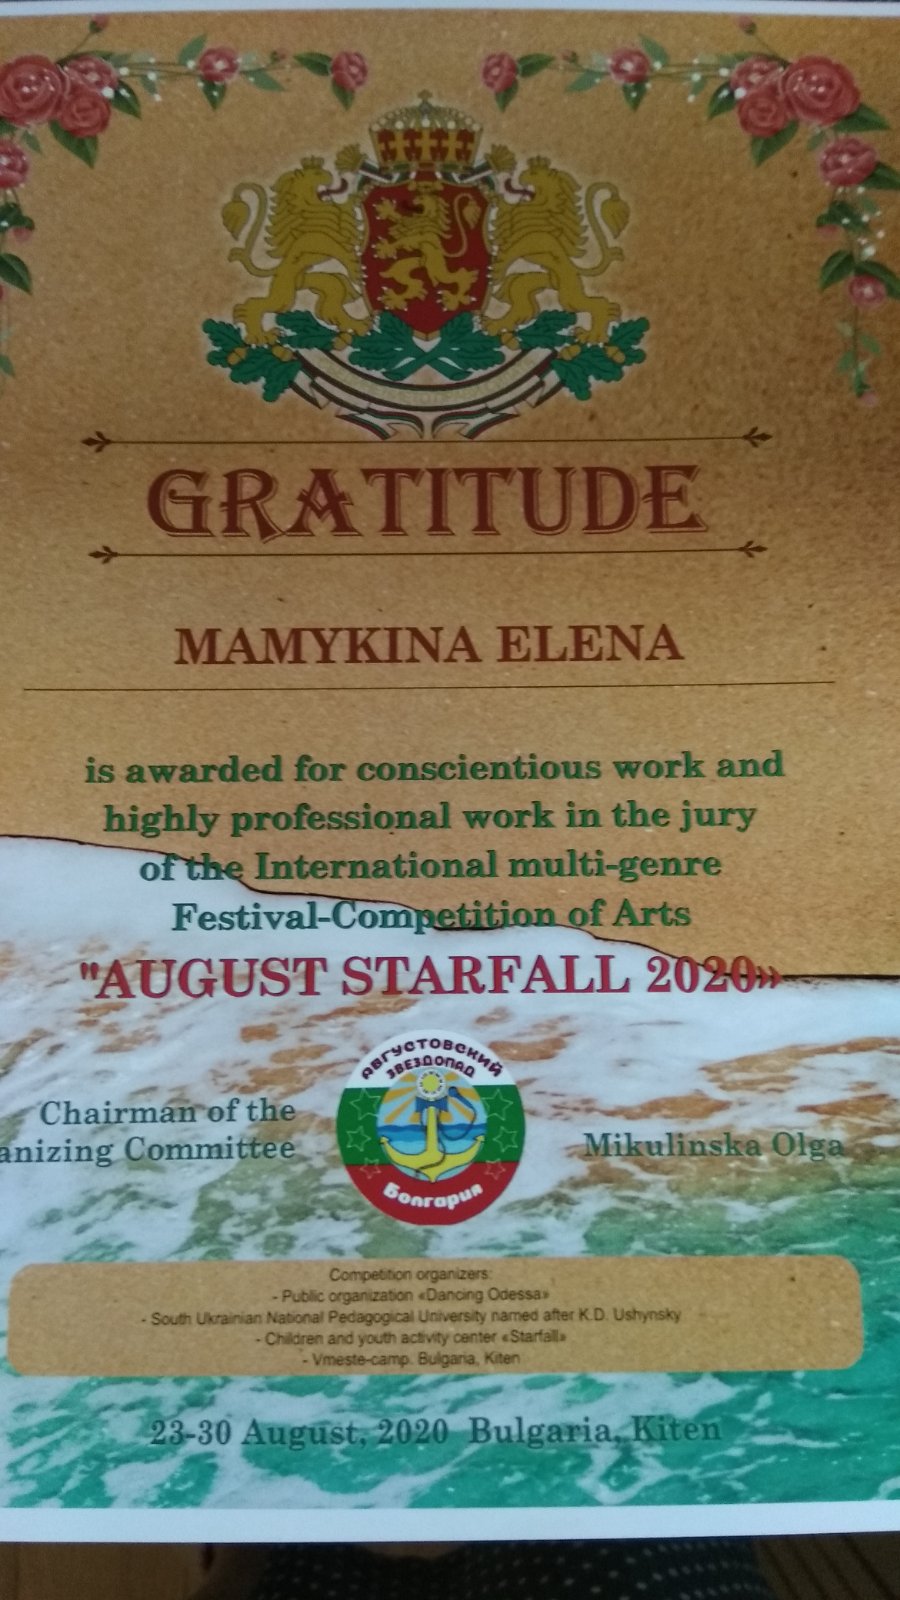 GRATITUDE
MAMYKINA ELENA
is awarded for conscientious work and
highly professional work in the jury
of the International multi-genre
Festival-Competition of Arts
"AUGUST STARFALL 2020»
АВГУСТОВСКИЙ
ЗВЕЗДОПАД
Болгария
Chairman of the
anizing Committee
Mikulinska Olga
Competition organizers:
- Public organization «Dancing Odessa»
- South Ukrainian National Pedagogical University named after K.D. Ushynsky
- Children and youth activity center «Starfall»
- Vmeste-camp. Bulgaria, Kiten
23-30 August, 2020 Bulgaria, Kiten